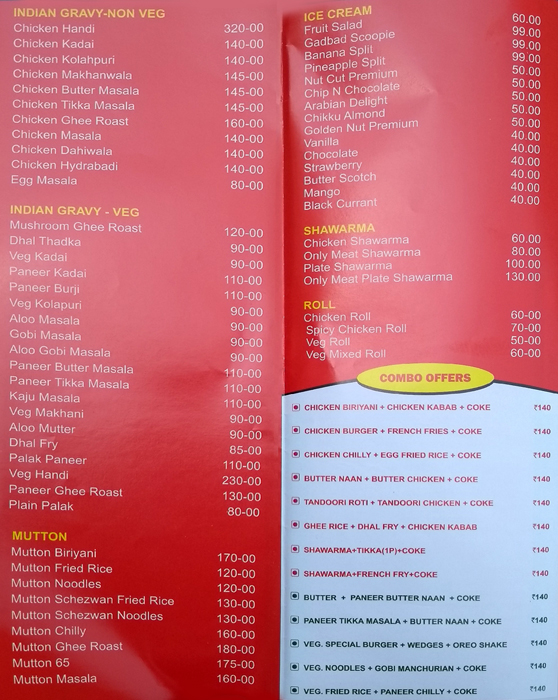 INDIAN GRAVY-NON VEG
Chicken Handi 320-00
Chicken Kadai 140-00
Chicken Kolahpuri 140-00
Chicken Makhanwala 145-00
Chicken Butter Masala 145-00
Chicken Tikka Masala 145-00
Chicken Ghee Roast 160-00
Chicken Masala 140-00
Chicken Dahiwala 140-00
Chicken Hydrabadi 140-00
Egg Masala 80-00
INDIAN GRAVY - VEG
Mushroom Ghee Roast 120-00
Dhal Thadka 90-00
Veg Kadai 90-00
Paneer Kadai 110-00
Paneer Burji 110-00
Veg Kolapuri 90-00
Aloo Masala 90-00
Gobi Masala 90-00
Aloo Gobi Masala 90-00
Paneer Butter Masala 110-00
Paneer Tikka Masala 110-00
Kaju Masala 110-00
Veg Makhani 90-00
Aloo Mutter 90-00
Dhal Fry 85-00
Palak Paneer 110-00
Veg Handi 230-00
Paneer Ghee Roast 130-00
Plain Palak 80-00
MUTTON
Mutton Biriyani 170-00
Mutton Fried Rice 120-00
Mutton Noodles 120-00
Mutton Schezwan Fried Rice 130-00
Mutton Schezwan Noodles 130-00
Mutton Chilly 160-00
Mutton Ghee Roast 180-00
Mutton 65 175-00
Mutton Masala 160-00
ICE CREAM
Fruit Salad 60.00
Gadbad Scoopie 99.00
Banana Split 99.00
Pineapple Split 99.00
Nut Cut Premium 50.00
Chip N Chocolate 50.00
Arabian Delight 50.00
Chikku Almond 50.00
Golden Nut Premium 50.00
Vanilla 40.00
Chocolate 40.00
Strawberry 40.00
Butter Scotch 40.00
Mango 40.00
Black Currant 40.00
SHAWARMA
Chicken Shawarma 60.00
Only Meat Shawarma 80.00
Plate Shawarma 100.00
Only Meat Plate Shawarma 130.00
ROLL
Chicken Roll 60-00
Spicy Chicken Roll 70-00
Veg Roll 50-00
Veg Mixed Roll 60-00
COMBO OFFERS
CHICKEN BIRIYANI + CHICKEN KABAB + COKE ₹140
CHICKEN BURGER + FRENCH FRIES + COKE ₹140
CHICKEN CHILLY + EGG FRIED RICE + COKE ₹140
BUTTER NAAN + BUTTER CHICKEN + COKE ₹140
TANDOORI ROTI + TANDOORI CHICKEN + COKE ₹140
GHEE RICE + DHAL FRY + CHICKEN KABAB ₹140
SHAWARMA+TIKKA(1P)+COKE ₹140
SHAWARMA+FRENCH FRY+COKE ₹140
BUTTER + PANEER BUTTER NAAN + COKE ₹140
PANEER TIKKA MASALA + BUTTER NAAN + COKE ₹140
VEG. SPECIAL BURGER + WEDGES + OREO SHAKE ₹140
VEG. NOODLES + GOBI MANCHURIAN + COKE ₹140
VEG. FRIED RICE + PANEER CHILLY + COKE ₹140